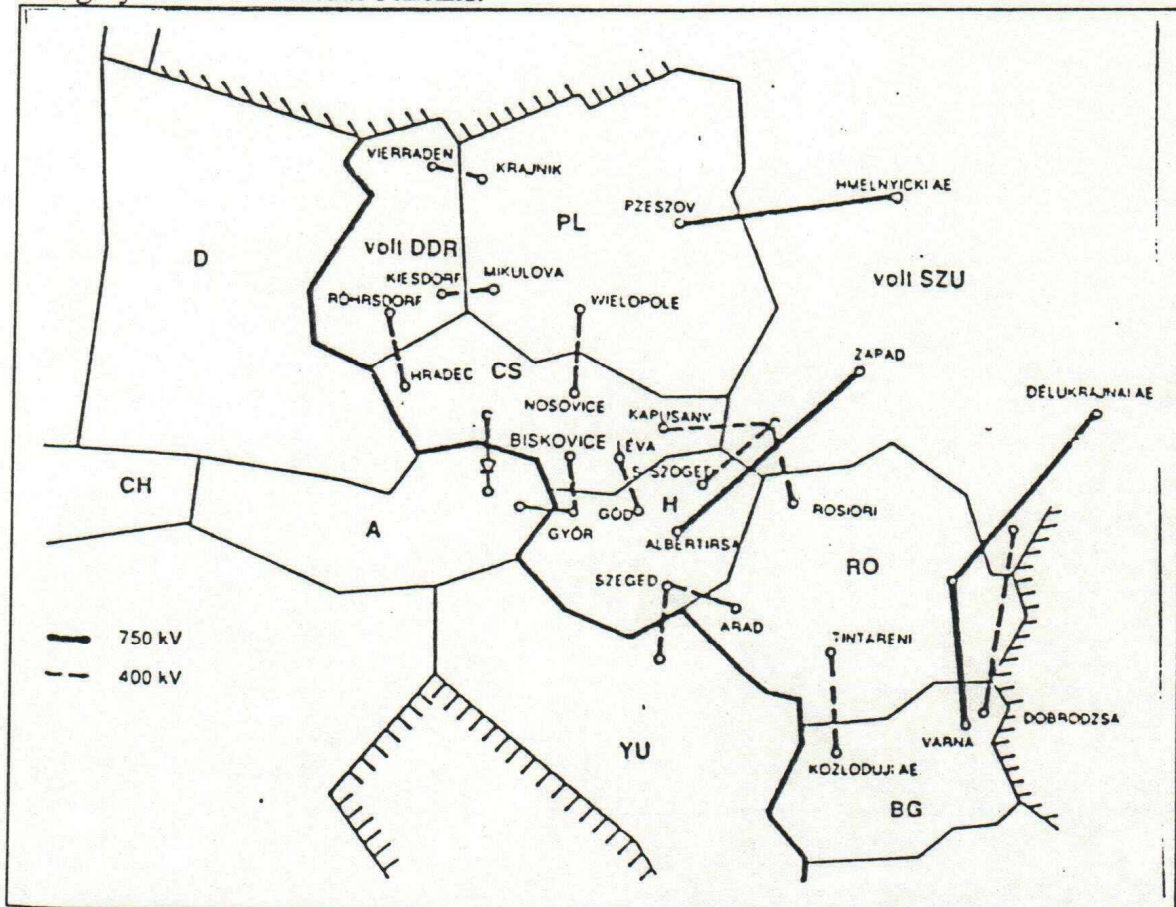 VIERRADEN
KRAJNIK
HMELNYICKI AE
PZESZOV
PL
volt DDR
D
volt SZU
KIESDORF
MIKULOVA
RÖHRSDORF
WIELOPOLE
ZAPAD
HRADEC
CS
DÉLUKRAJNAI AE
NOSOVICE
KAPUSANY
BISKOVICE
LÉVA
S-SZOGED
CH
ROSIORI
GÖD
H
A
GYŐR
ALBERTIRSA
RO
SZEGED
ARAD
750 kV
TINTARENI
400 kV
DOBRODZSA
VARNA
YU
KOZLODUJI AE
BG